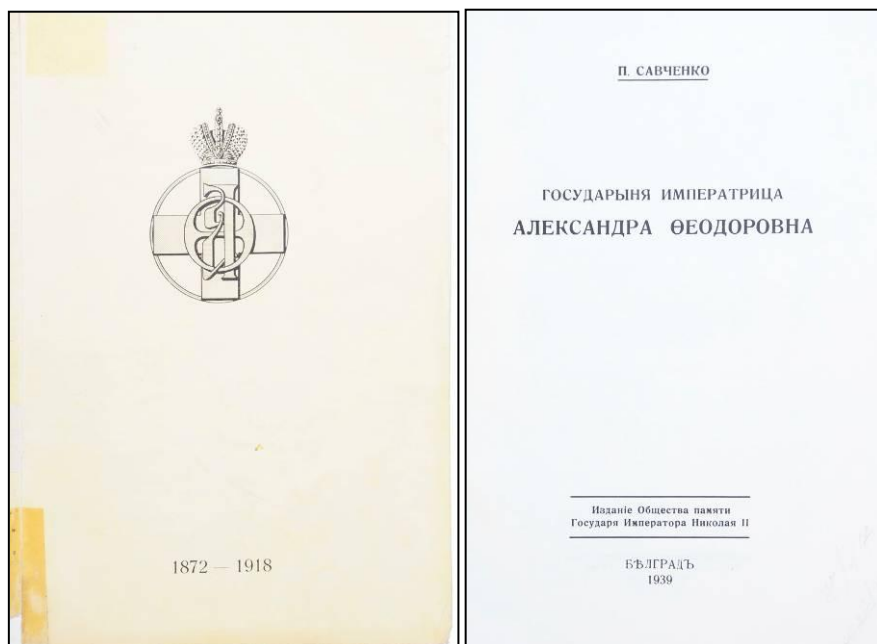 1872 — 1918
П. САВЧЕНКО
ГОСУДАРЫНЯ ИМПЕРАТРИЦА
АЛЕКСАНДРА ѲЕОДОРОВНА
Изданіе Общества памяти
Государя Императора Николая II
БѢЛГРАДЪ
1939